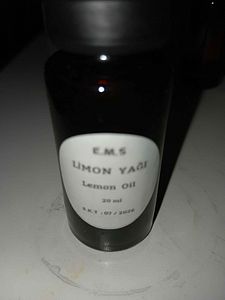 E.M.S
LİMON YAĞI
Lemon Oil
20 ml
S.K.T : 07 / 2026